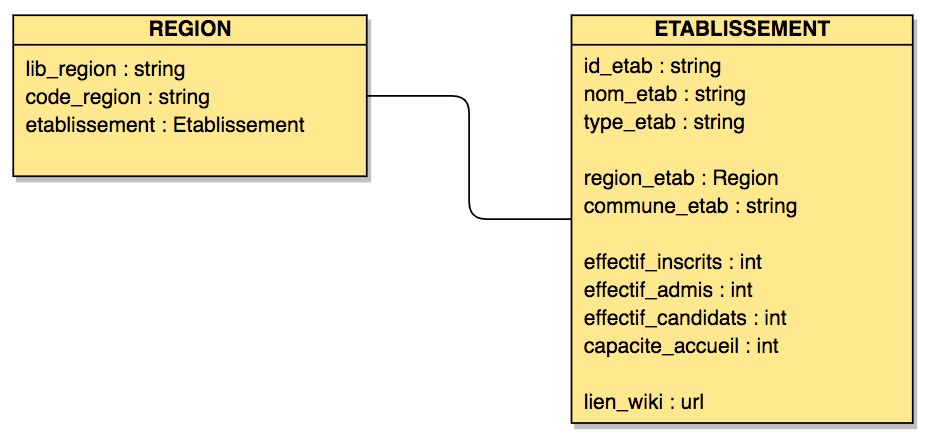 REGION
lib_region : string
code_region : string
etablissement : Etablissement
ETABLISSEMENT
id_etab : string
nom_etab : string
type_etab : string
region_etab : Region
commune_etab : string
effectif_inscrits : int
effectif_admis : int
effectif_candidats : int
capacite_accueil : int
lien_wiki : url